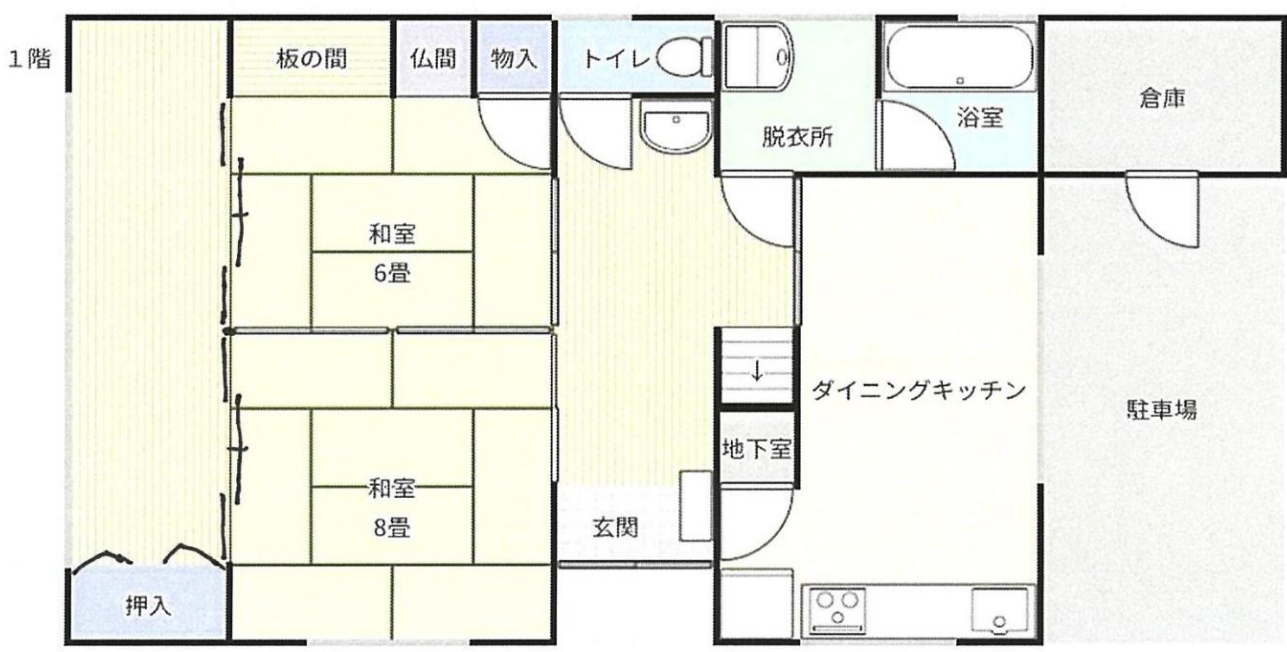 1階
板の間
仏間
物入
トイレ
脱衣所
浴室
倉庫
和室
6畳
ダイニングキッチン
駐車場
↓
地下室
和室
8畳
玄関
押入